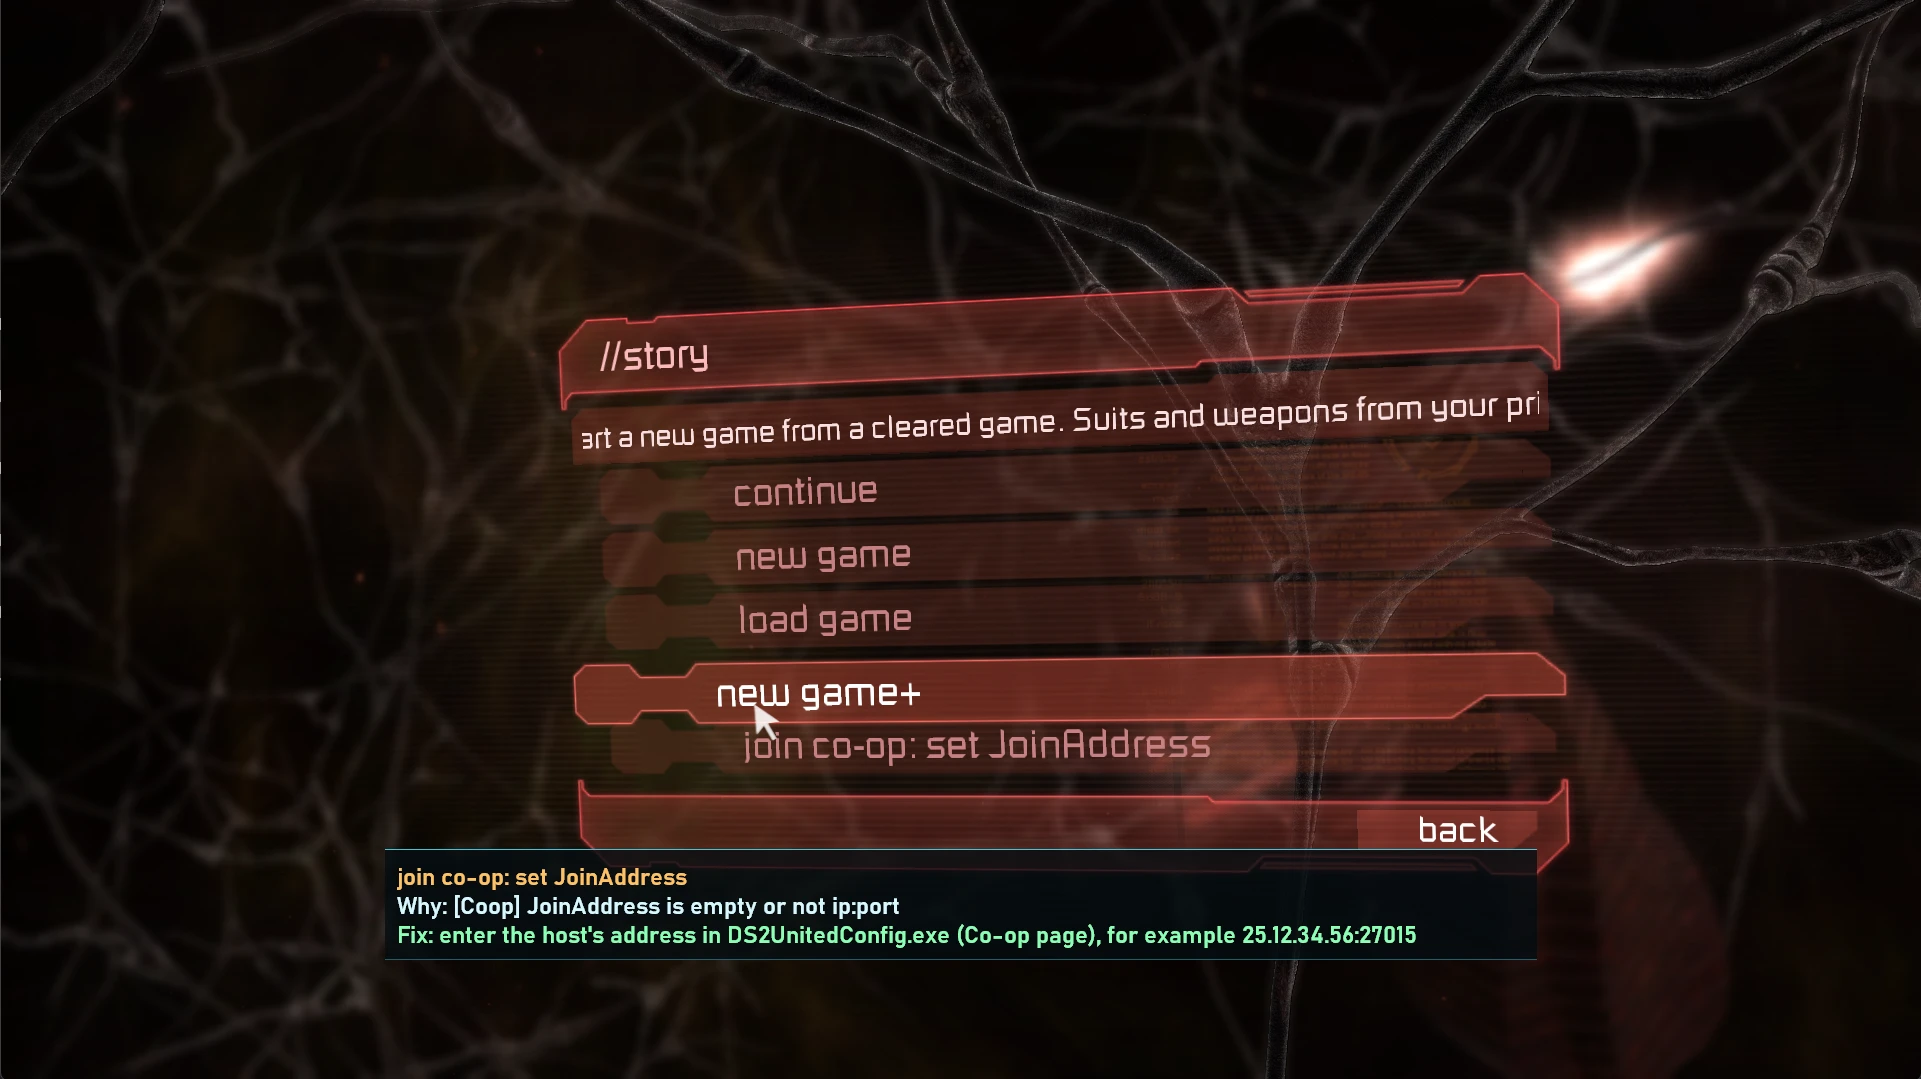 //story
art a new game from a cleared game. Suits and weapons from your pri
continue
new game
load game
new game+
join co-op: set JoinAddress
back
join co-op: set JoinAddress
Why: [Coop] JoinAddress is empty or not ip:port
Fix: enter the host's address in DS2UnitedConfig.exe (Co-op page), for example 25.12.34.56:27015